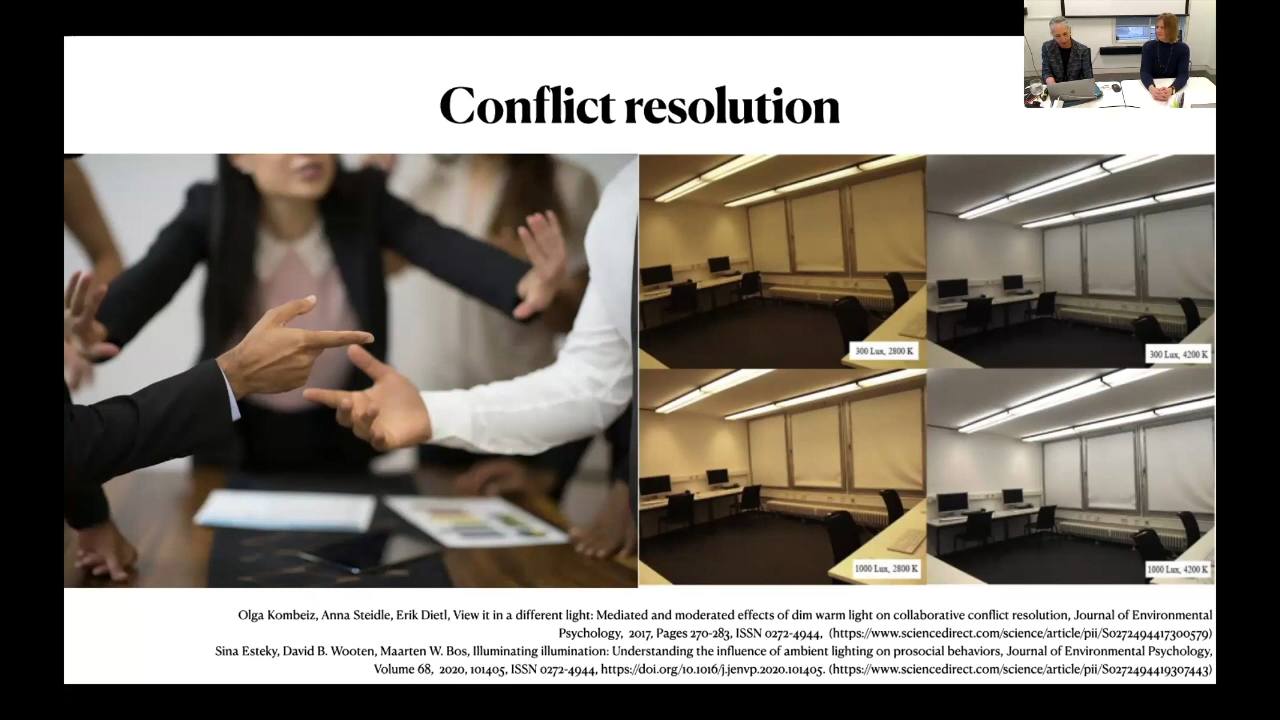 Conflict resolution
300 Lux, 2800 K
300 Lux, 4200 K
1000 Lux, 2800 K
1000 Lux, 4200 K
Olga Kombeiz, Anna Steidle, Erik Dietl, View it in a different light: Mediated and moderated effects of dim warm light on collaborative conflict resolution, Journal of Environmental
Psychology, 2017, Pages 270-283, ISSN 0272-4944, (https://www.sciencedirect.com/science/article/pii/S0272494417300579)
Sina Esteky, David B. Wooten, Maarten W. Bos, Illuminating illumination: Understanding the influence of ambient lighting on prosocial behaviors, Journal of Environmental Psychology,
Volume 68, 2020, 101405, ISSN 0272-4944, https://doi.org/10.1016/j.jenvp.2020.101405. (https://www.sciencedirect.com/science/article/pii/S0272494419307443)